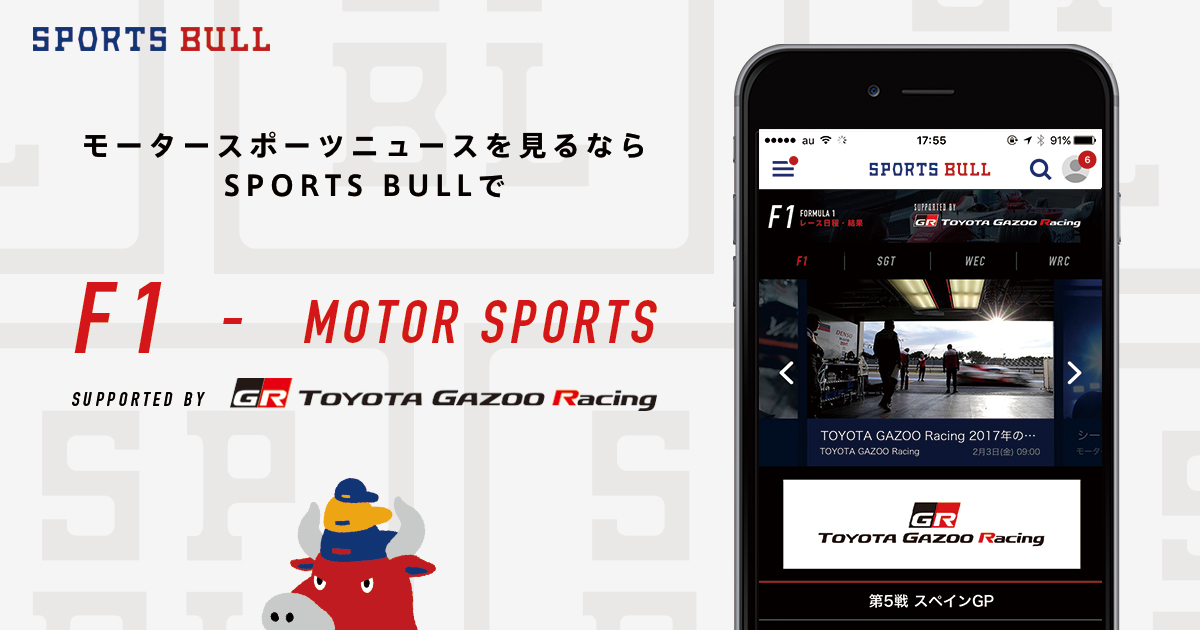 SPORTS BULL
モータースポーツニュースを見るなら
SPORTS BULLで
F1 - MOTOR SPORTS
SUPPORTED BY GR TOYOTA GAZOO Racing
au 17:55 91%
SPORTS BULL 6
F1 FORMULA 1 SUPPORTED BY
レース日程・結果 GR TOYOTA GAZOO Racing
F1 SGT WEC WRC
DENSO
TOYOTA GAZOO Racing 2017年の… シー
TOYOTA GAZOO Racing 2月3日(金) 09:00 モータ
GR
TOYOTA GAZOO Racing
第5戦 スペインGP